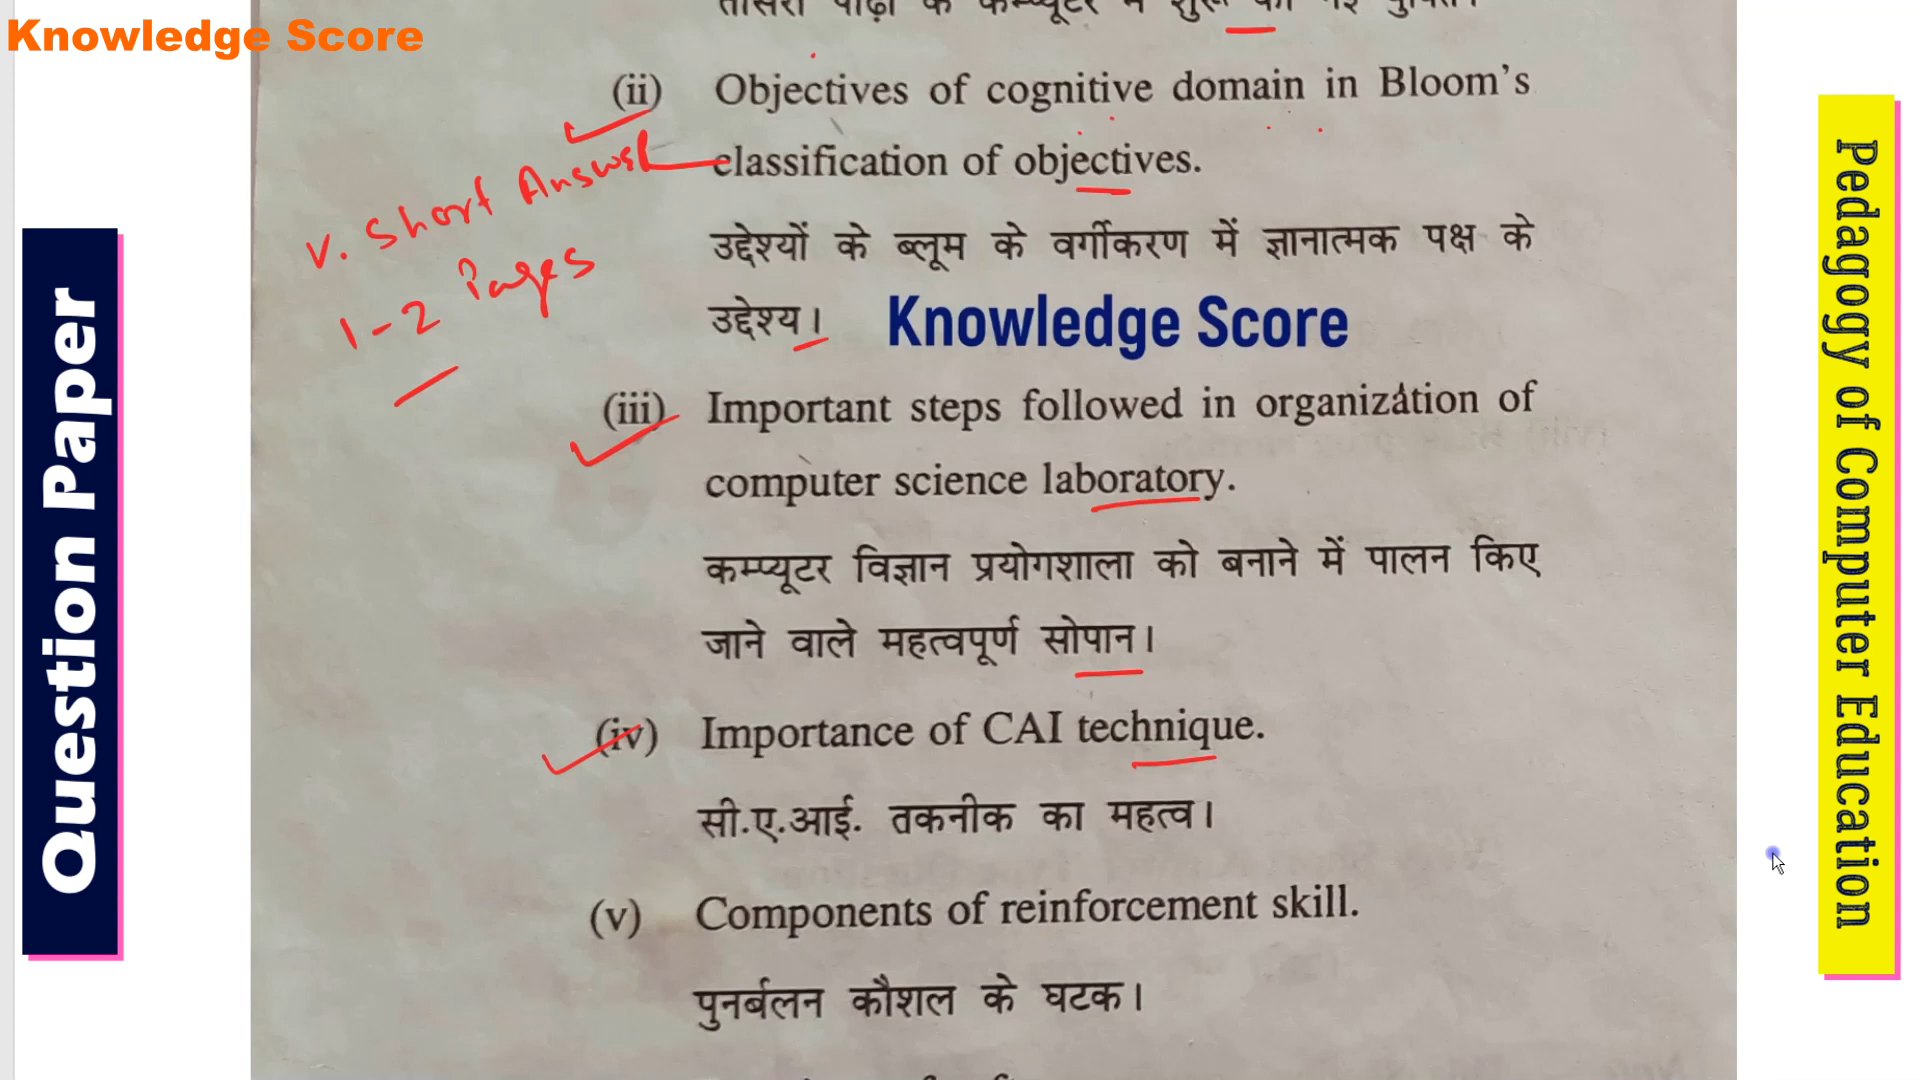 Knowledge Score
(ii) Objectives of cognitive domain in Bloom's
classification of objectives.
उद्देश्यों के ब्लूम के वर्गीकरण में ज्ञानात्मक पक्ष के
उद्देश्य।
Knowledge Score
V. Short Answer
1-2 Pages
(iii) Important steps followed in organization of
computer science laboratory.
कम्प्यूटर विज्ञान प्रयोगशाला को बनाने में पालन किए
जाने वाले महत्वपूर्ण सोपान।
(iv) Importance of CAI technique.
सी.ए.आई. तकनीक का महत्व।
(v) Components of reinforcement skill.
पुनर्बलन कौशल के घटक।
Question Paper
Pedagogy of Computer Education